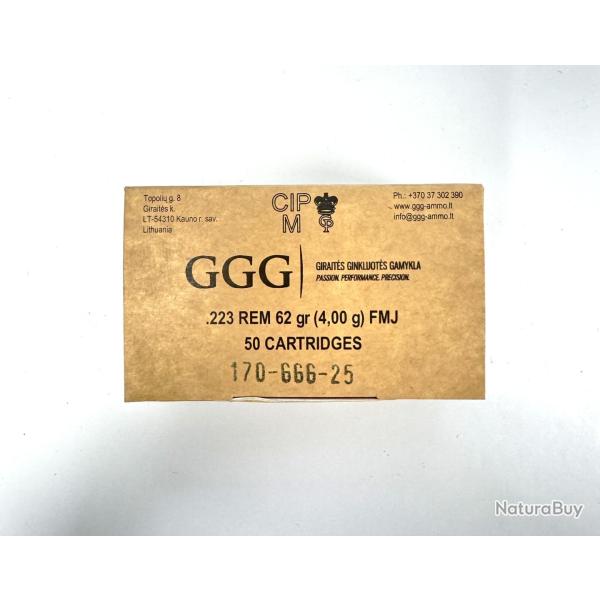 Topolių g. 8
Giraitės k.
LT-54310 Kauno r. sav.
Lithuania
CIP
M
GP
Ph.: +370 37 302 390
www.ggg-ammo.lt
info@ggg-ammo.lt
GGG
GIRAITĖS GINKLUOTĖS GAMYKLA
PASSION. PERFORMANCE. PRECISION.
.223 REM 62 gr (4,00 g) FMJ
50 CARTRIDGES
170-666-25
NaturaBuy